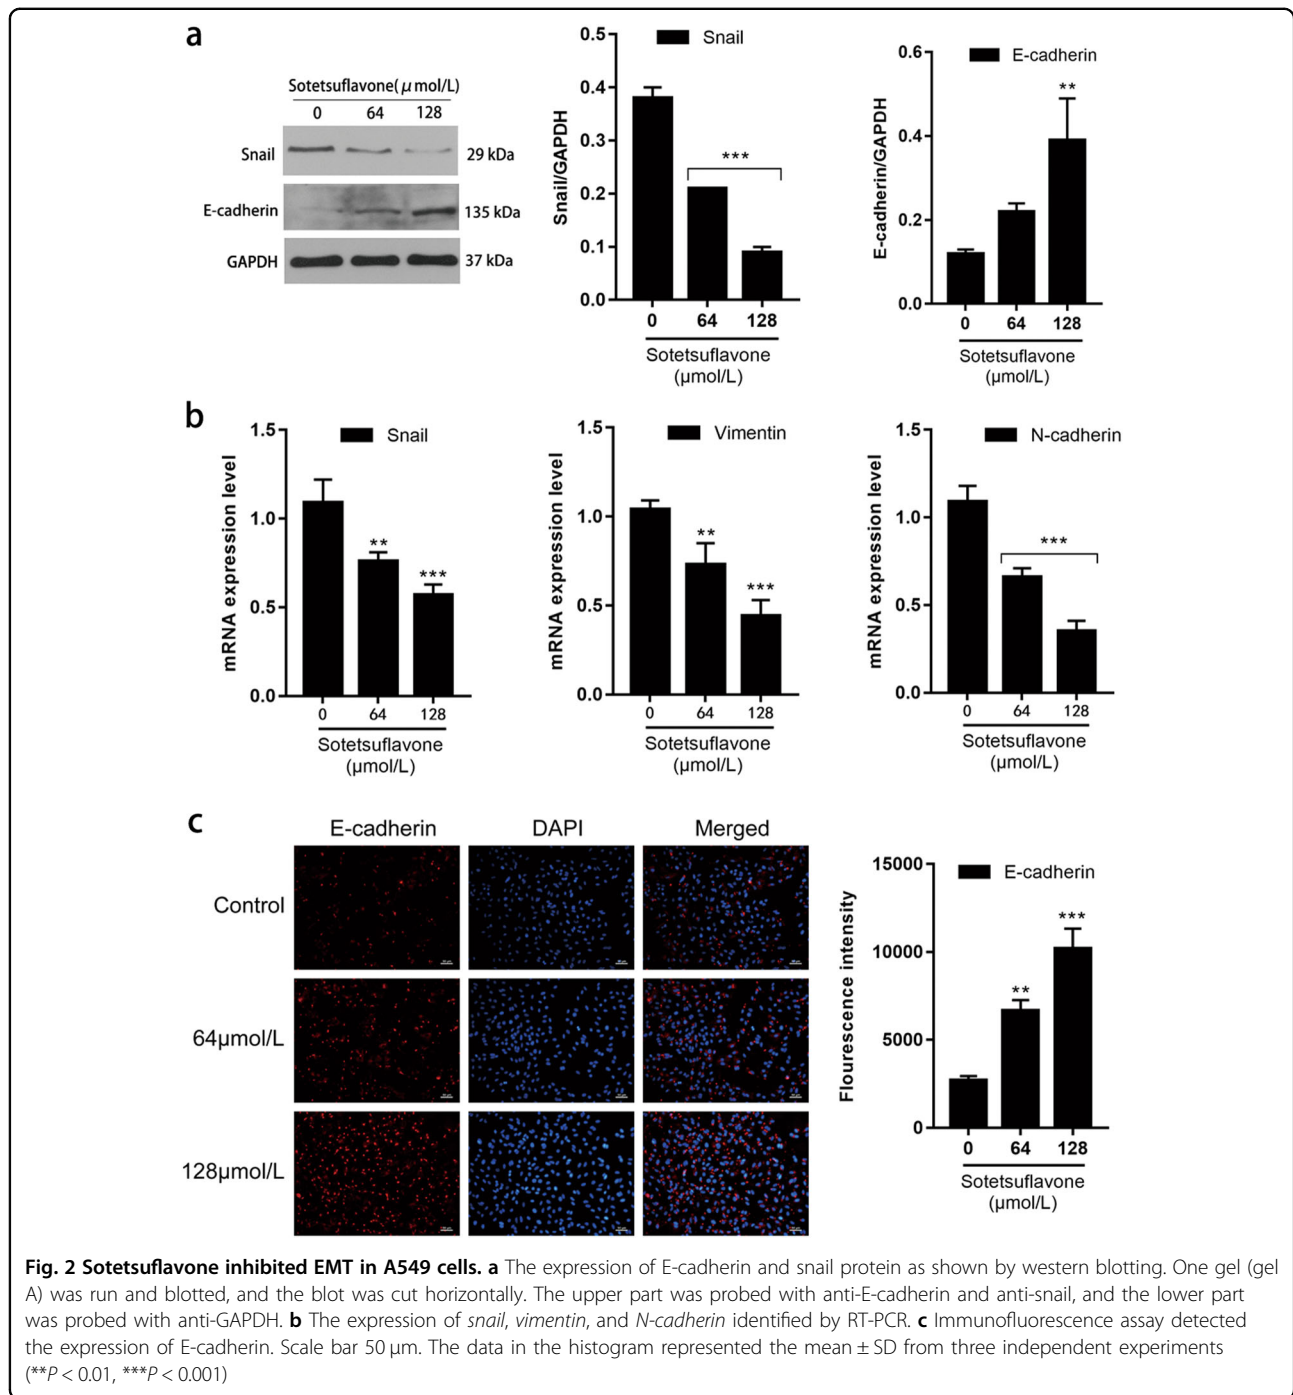 a
Sotetsuflavone(μ mol/L)
0 64 128
Snail 29 kDa
E-cadherin 135 kDa
GAPDH 37 kDa
Snail
Snail/GAPDH
0.5
0.4
0.3
0.2
0.1
0.0
***
0 64 128
Sotetsuflavone
(μmol/L)
E-cadherin
E-cadherin/GAPDH
0.6
0.4
0.2
0.0
**
0 64 128
Sotetsuflavone
(μmol/L)
b
Snail
mRNA expression level
1.5
1.0
0.5
0.0
**
***
0 64 128
Sotetsuflavone
(μmol/L)
Vimentin
mRNA expression level
1.5
1.0
0.5
0.0
**
***
0 64 128
Sotetsuflavone
(μmol/L)
N-cadherin
mRNA expression level
1.5
1.0
0.5
0.0
***
0 64 128
Sotetsuflavone
(μmol/L)
c
E-cadherin DAPI Merged
Control
64μmol/L
128μmol/L
E-cadherin
Flourescence intensity
15000
10000
5000
0
**
***
0 64 128
Sotetsuflavone
(μmol/L)
Fig. 2 Sotetsuflavone inhibited EMT in A549 cells. a The expression of E-cadherin and snail protein as shown by western blotting. One gel (gel
A) was run and blotted, and the blot was cut horizontally. The upper part was probed with anti-E-cadherin and anti-snail, and the lower part
was probed with anti-GAPDH. b The expression of snail, vimentin, and N-cadherin identified by RT-PCR. c Immunofluorescence assay detected
the expression of E-cadherin. Scale bar 50 μm. The data in the histogram represented the mean ± SD from three independent experiments
(**P < 0.01, ***P < 0.001)